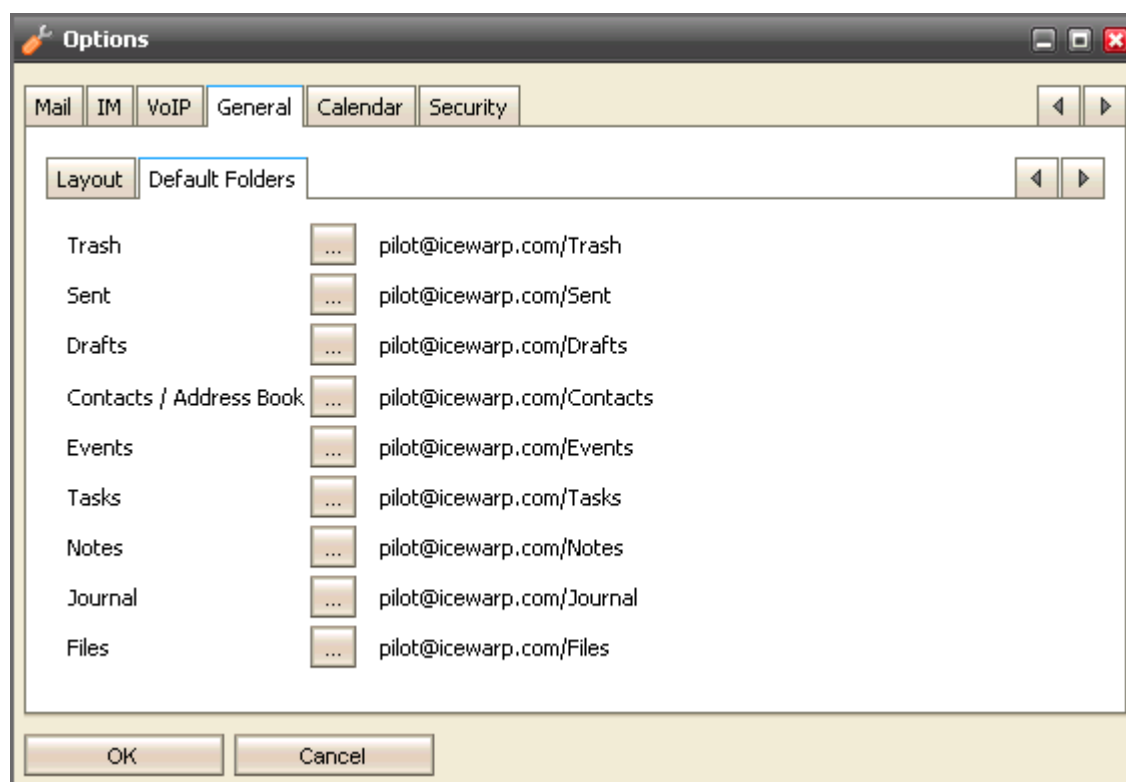 Options
Mail IM VoIP General Calendar Security
Layout Default Folders
Trash ... pilot@icewarp.com/Trash
Sent ... pilot@icewarp.com/Sent
Drafts ... pilot@icewarp.com/Drafts
Contacts / Address Book ... pilot@icewarp.com/Contacts
Events ... pilot@icewarp.com/Events
Tasks ... pilot@icewarp.com/Tasks
Notes ... pilot@icewarp.com/Notes
Journal ... pilot@icewarp.com/Journal
Files ... pilot@icewarp.com/Files
OK Cancel